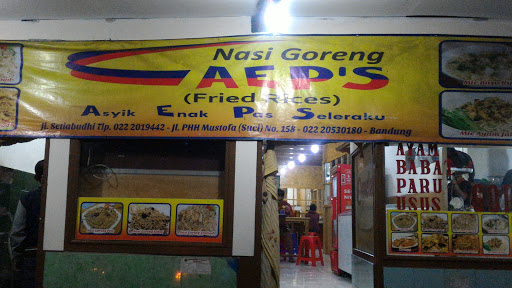 Nasi Goreng
CAEP'S
(Fried Rices)
Asyik Enak Pas Seleraku
Jl. Setiabudhi Tlp. 022 2019442 - Jl. PHH Mustofa (Suci) No. 158 - 022 20530180 - Bandung
AYAM
BABAT
PARU
USUS